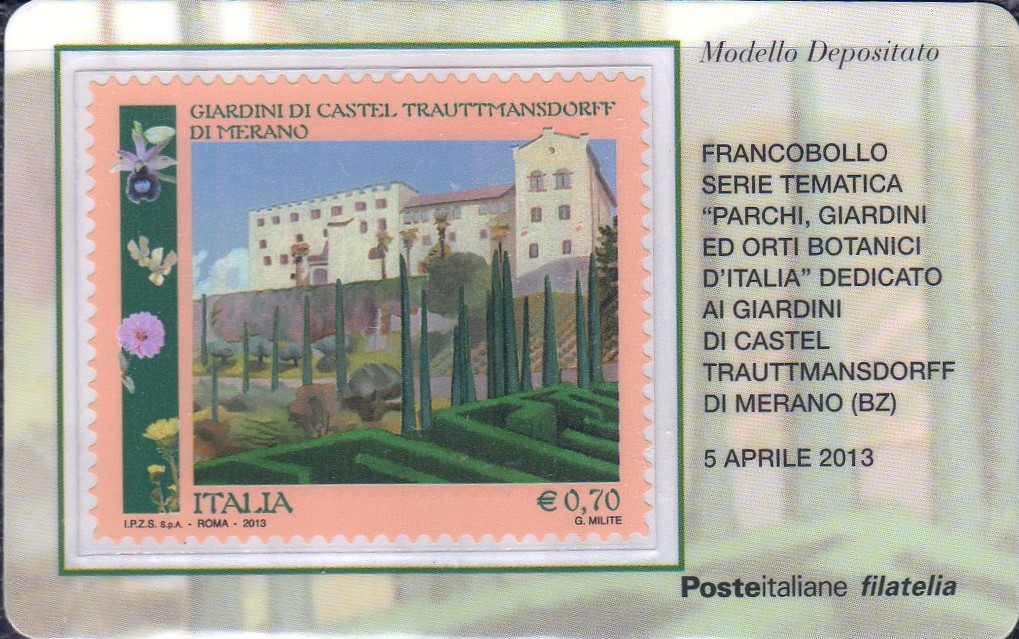 GIARDINI DI CASTEL TRAUTTMANSDORFF
DI MERANO
ITALIA
€ 0,70
I.P.Z.S. S.p.A. - ROMA - 2013
G. MILITE
Modello Depositato
FRANCOBOLLO
SERIE TEMATICA
“PARCHI, GIARDINI
ED ORTI BOTANICI
D’ITALIA” DEDICATO
AI GIARDINI
DI CASTEL
TRAUTTMANSDORFF
DI MERANO (BZ)
5 APRILE 2013
Posteitaliane filatelia